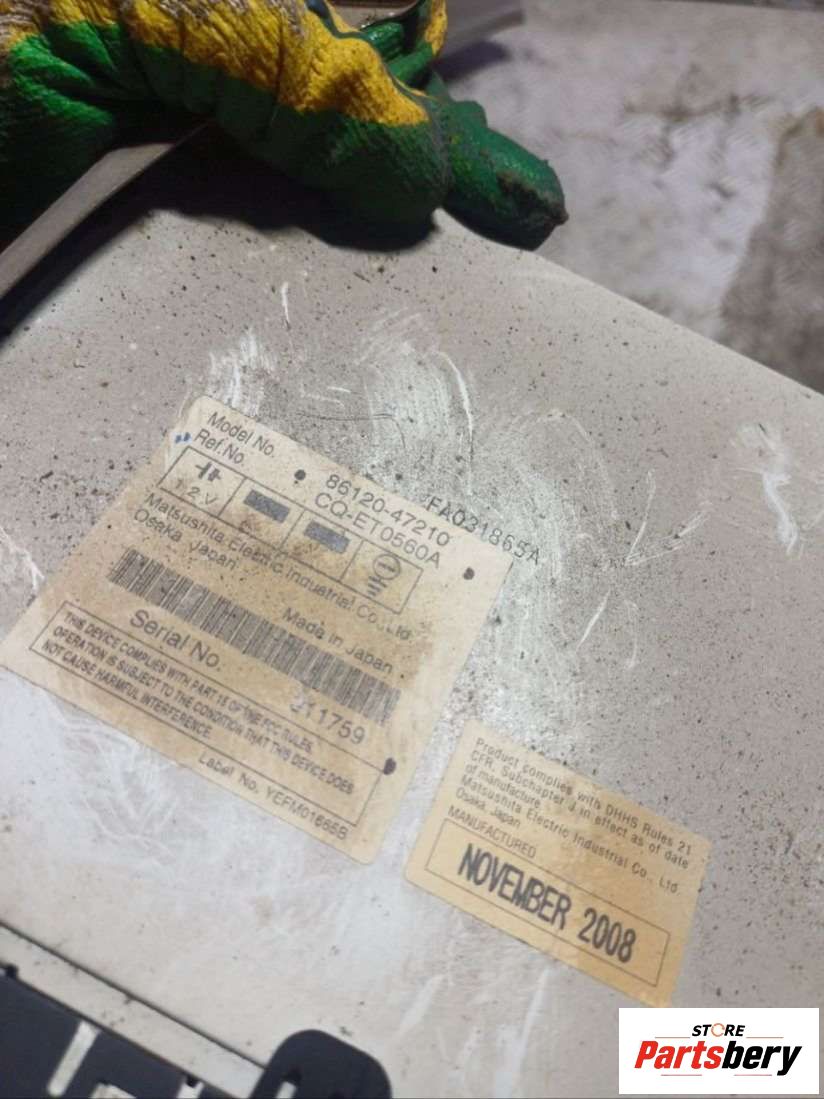 Model No. 86120-47210 FA031865A
Ref.No. CQ-ET0560A
12 V
Matsushita Electric Industrial Co., Ltd.
Osaka Japan
Made in Japan
Serial No. 211759
THIS DEVICE COMPLIES WITH PART 15 OF THE FCC RULES.
OPERATION IS SUBJECT TO THE CONDITION THAT THIS DEVICE DOES
NOT CAUSE HARMFUL INTERFERENCE.
Label No. YEFM01665B
Product complies with DHHS Rules 21
CFR, Subchapter J in effect as of date
of manufacture.
Matsushita Electric Industrial Co., Ltd.
Osaka, Japan
MANUFACTURED
NOVEMBER 2008
STORE
Partsbery